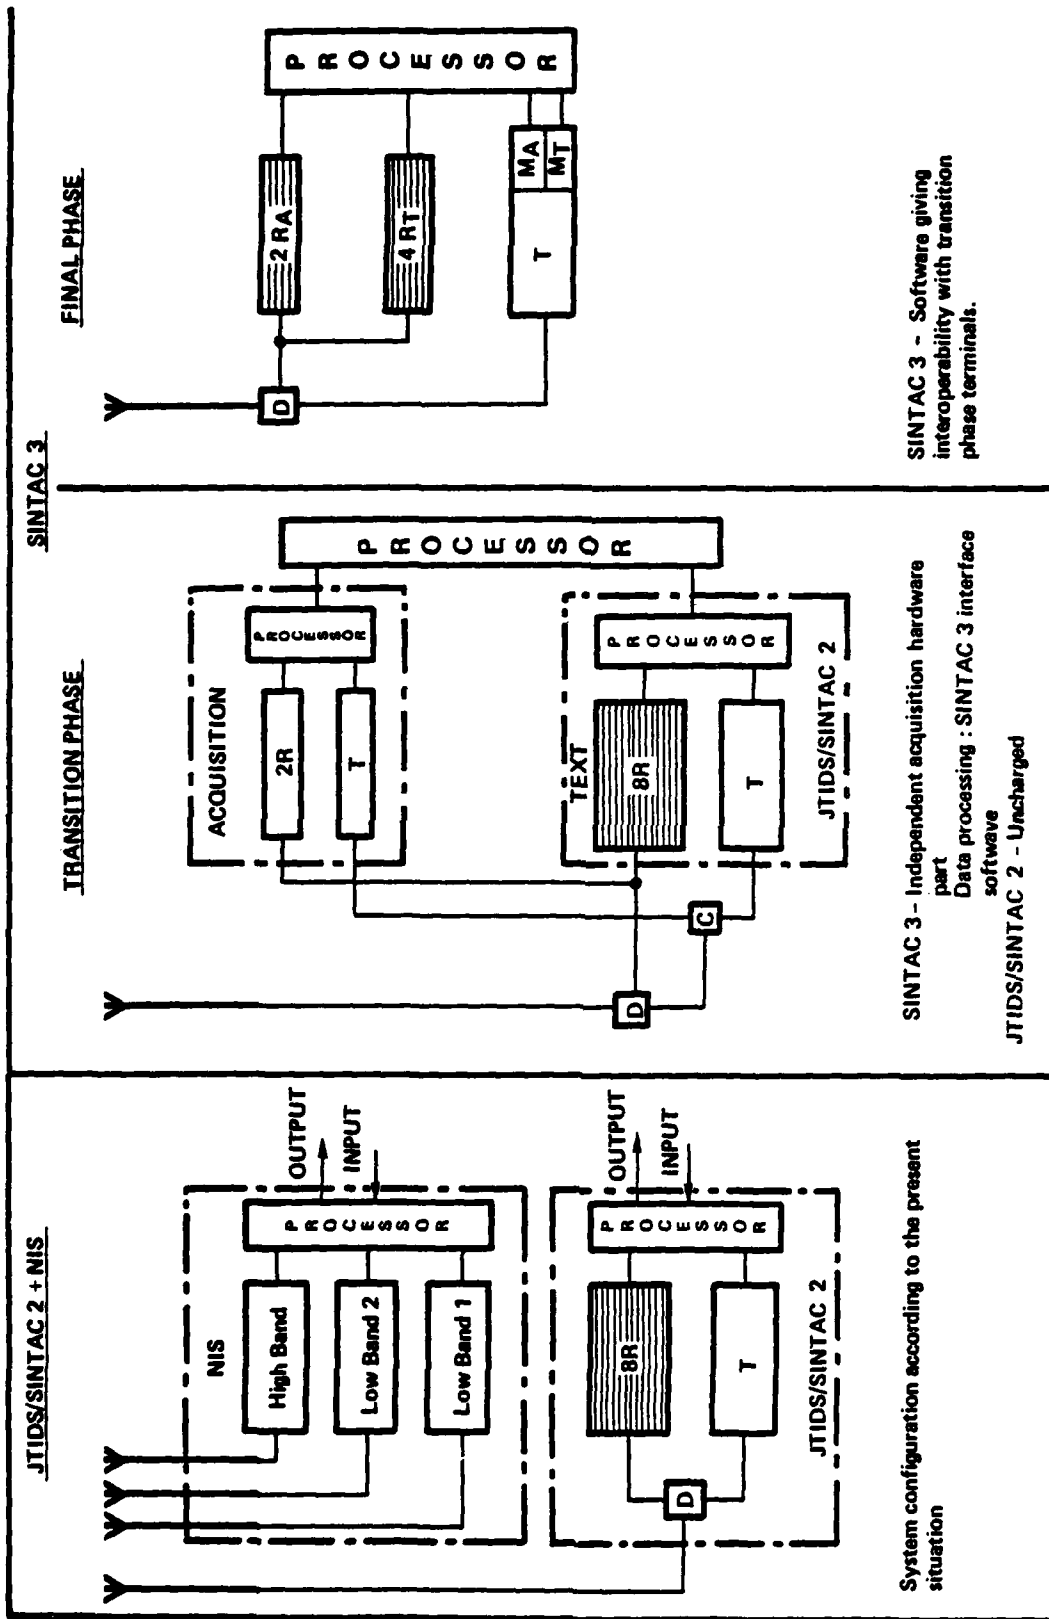 JTIDS/SINTAC 2 + NIS
NIS
High Band
Low Band 2
Low Band 1
PROCESSOR
OUTPUT
INPUT
8R
T
D
PROCESSOR
OUTPUT
INPUT
JTIDS/SINTAC 2
System configuration according to the present
situation
SINTAC 3
TRANSITION PHASE
ACQUISITION
2R
T
PROCESSOR
PROCESSOR
TEXT
8R
T
PROCESSOR
D
C
JTIDS/SINTAC 2
SINTAC 3 - Independent acquisition hardware
part
Data processing : SINTAC 3 interface
softwave
JTIDS/SINTAC 2 - Uncharged
FINAL PHASE
D
2 RA
4 RT
T
MA
MT
PROCESSOR
SINTAC 3 - Software giving
interoperability with transition
phase terminals.